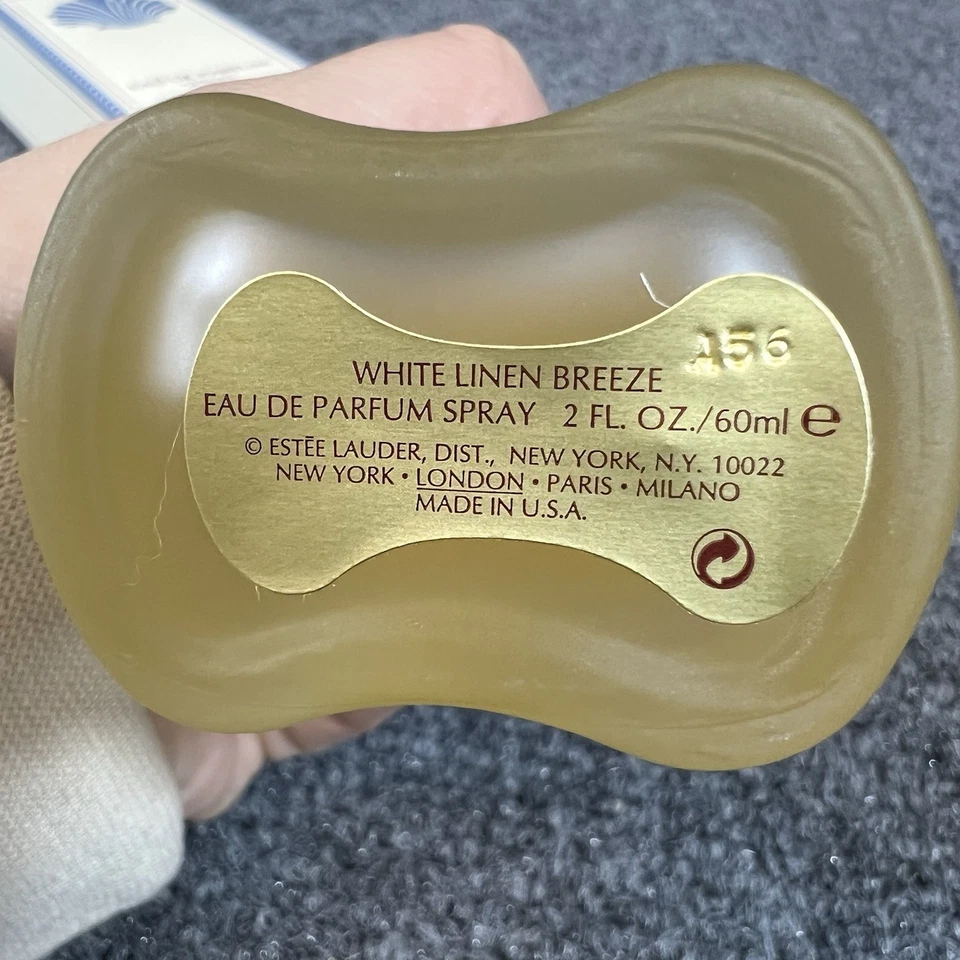 A56
WHITE LINEN BREEZE
EAU DE PARFUM SPRAY 2 FL. OZ./60ml ℮
© ESTĒE LAUDER, DIST., NEW YORK, N.Y. 10022
NEW YORK • LONDON • PARIS • MILANO
MADE IN U.S.A.